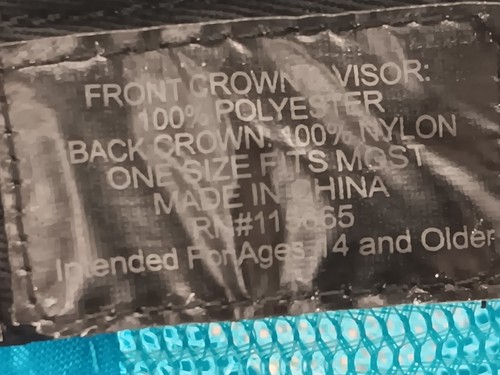 FRONT CROWN & VISOR:
100% POLYESTER
BACK CROWN: 100% NYLON
ONE SIZE FITS MOST
MADE IN CHINA
Intended For Ages 14 and Older